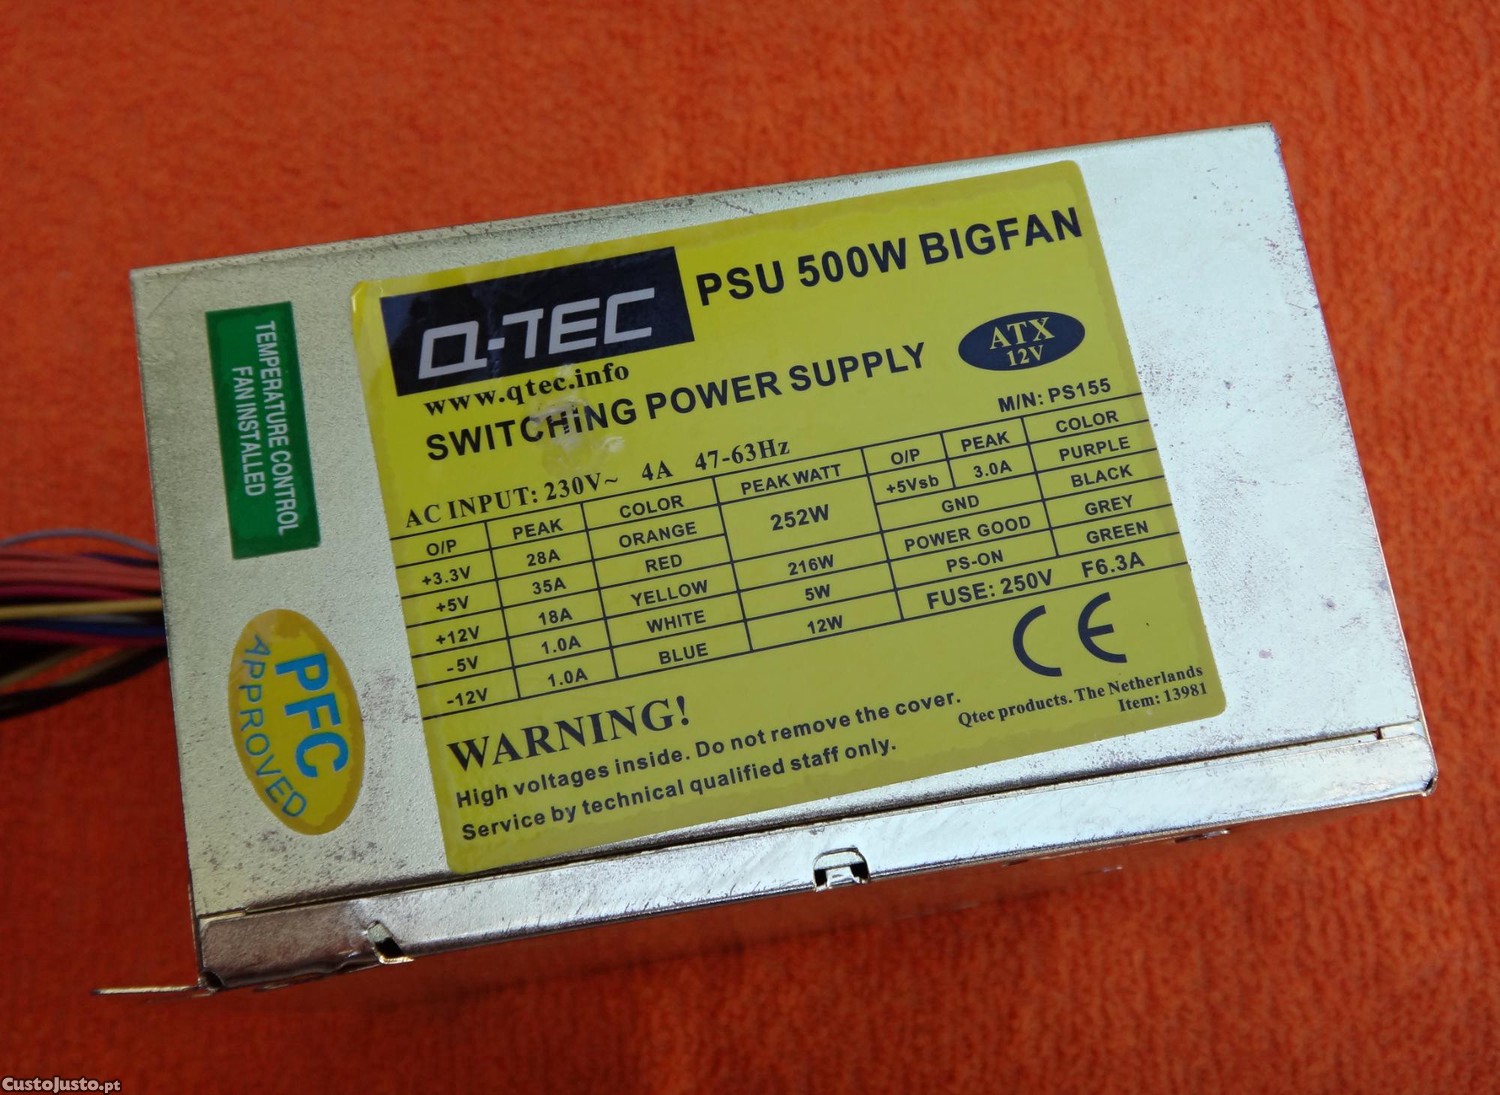 Q-TEC
PSU 500W BIGFAN
www.qtec.info
SWITCHiNG POWER SUPPLY
ATX
12V
M/N: PS155
AC INPUT: 230V~ 4A 47-63Hz
O/P PEAK COLOR PEAK WATT O/P PEAK COLOR
+3.3V 28A ORANGE 252W +5Vsb 3.0A PURPLE
+5V 35A RED GND BLACK
+12V 18A YELLOW 216W POWER GOOD GREY
-5V 1.0A WHITE 5W PS-ON GREEN
-12V 1.0A BLUE 12W FUSE: 250V F6.3A
CE
WARNING!
High voltages inside. Do not remove the cover.
Service by technical qualified staff only.
Qtec products. The Netherlands
Item: 13981
TEMPERATURE CONTROL
FAN INSTALLED
PFC
APPROVED
CustoJusto.pt